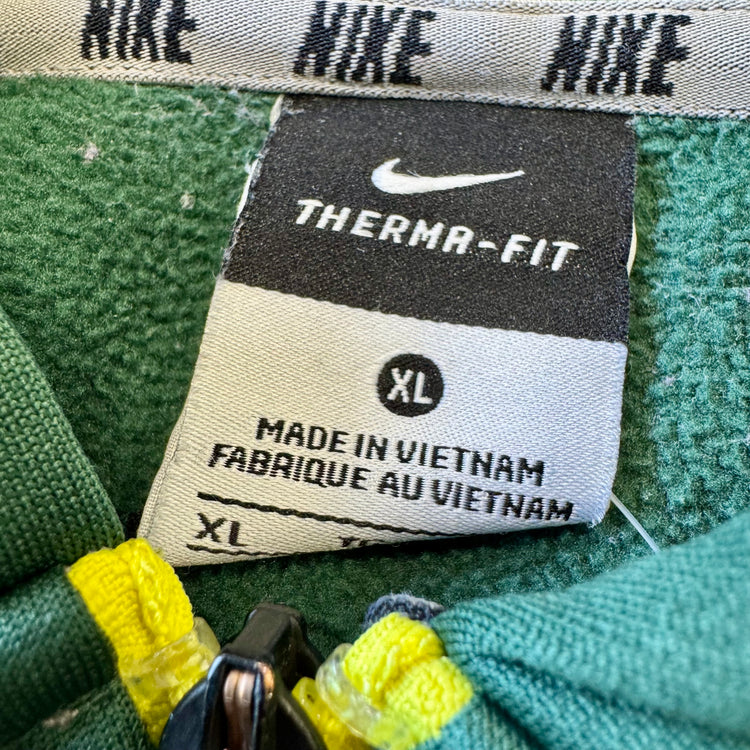 NIKE NIKE NIKE
THERMA-FIT
XL
MADE IN VIETNAM
FABRIQUE AU VIETNAM
XL